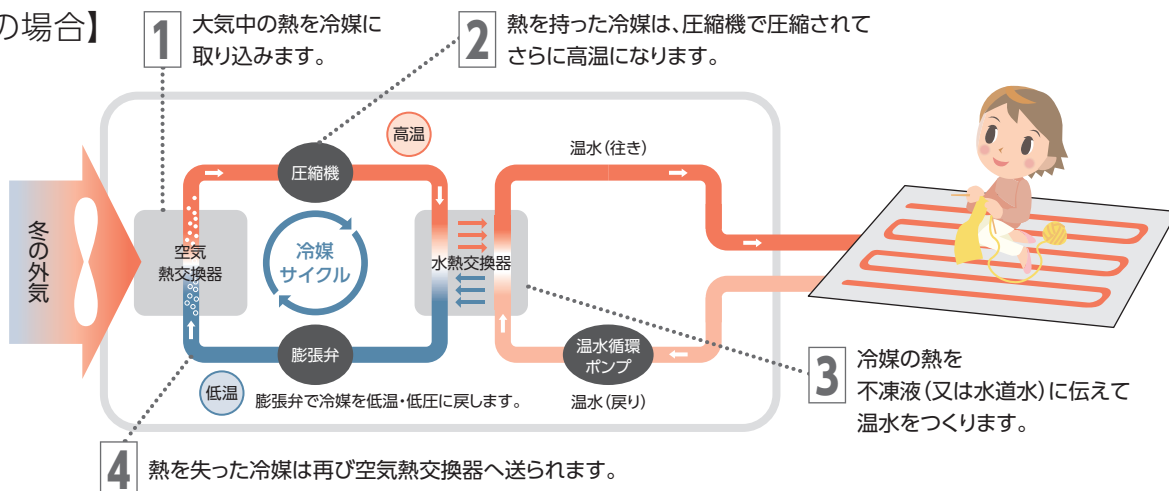 の場合】
1
大気中の熱を冷媒に
取り込みます。
2
熱を持った冷媒は、圧縮機で圧縮されて
さらに高温になります。
高温
圧縮機
温水（往き）
冬の外気
空気
熱交換器
冷媒
サイクル
水熱交換器
膨張弁
温水循環
ポンプ
低温
膨張弁で冷媒を低温・低圧に戻します。
温水（戻り）
3
冷媒の熱を
不凍液（又は水道水）に伝えて
温水をつくります。
4
熱を失った冷媒は再び空気熱交換器へ送られます。